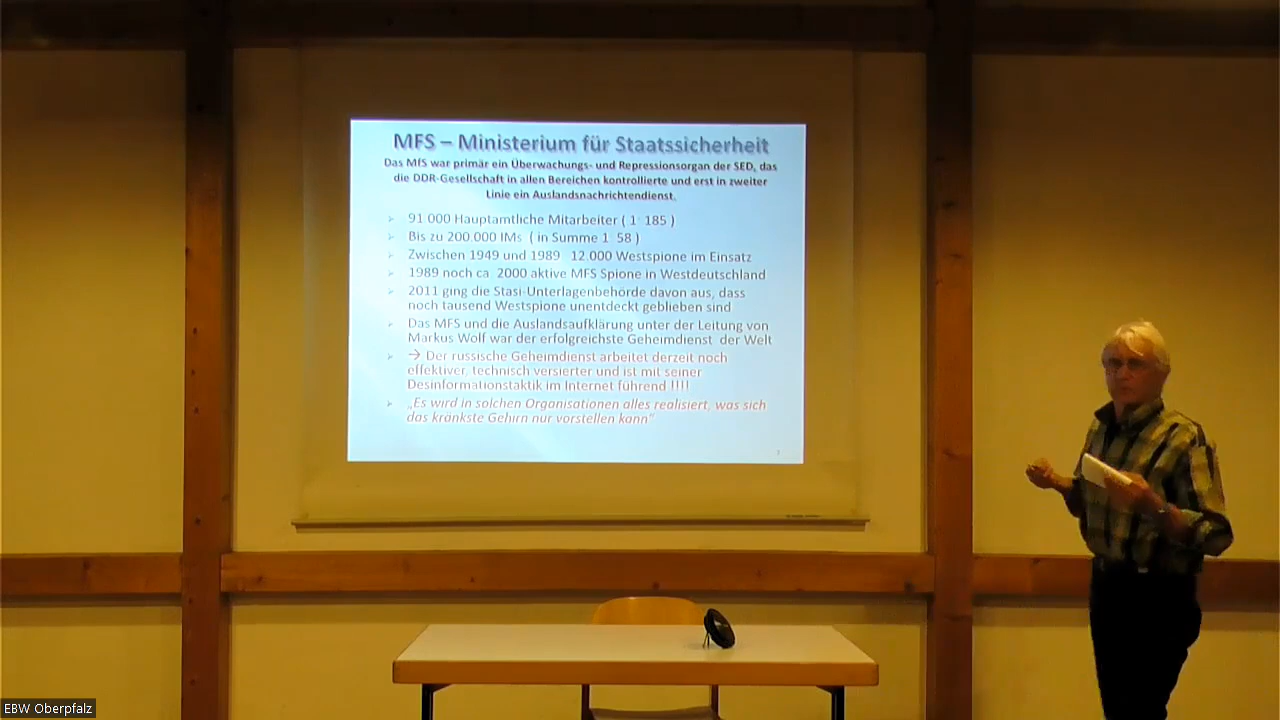 MFS – Ministerium für Staatssicherheit
Das MfS war primär ein Überwachungs- und Repressionsorgan der SED, das
die DDR-Gesellschaft in allen Bereichen kontrollierte und erst in zweiter
Linie ein Auslandsnachrichtendienst.
➢ 91.000 Hauptamtliche Mitarbeiter ( 1 185 )
➢ Bis zu 200.000 IMs ( in Summe 1 58 )
➢ Zwischen 1949 und 1989 12.000 Westspione im Einsatz
➢ 1989 noch ca. 2000 aktive MFS Spione in Westdeutschland
➢ 2011 ging die Stasi-Unterlagenbehörde davon aus, dass
noch tausend Westspione unentdeckt geblieben sind
➢ Das MFS und die Auslandsaufklärung unter der Leitung von
Markus Wolf war der erfolgreichste Geheimdienst der Welt
➢ → Der russische Geheimdienst arbeitet derzeit noch
effektiver, technisch versierter und ist mit seiner
Desinformationstaktik im Internet führend !!!!
➢ „Es wird in solchen Organisationen alles realisiert, was sich
das kränkste Gehirn nur vorstellen kann“
EBW Oberpfalz